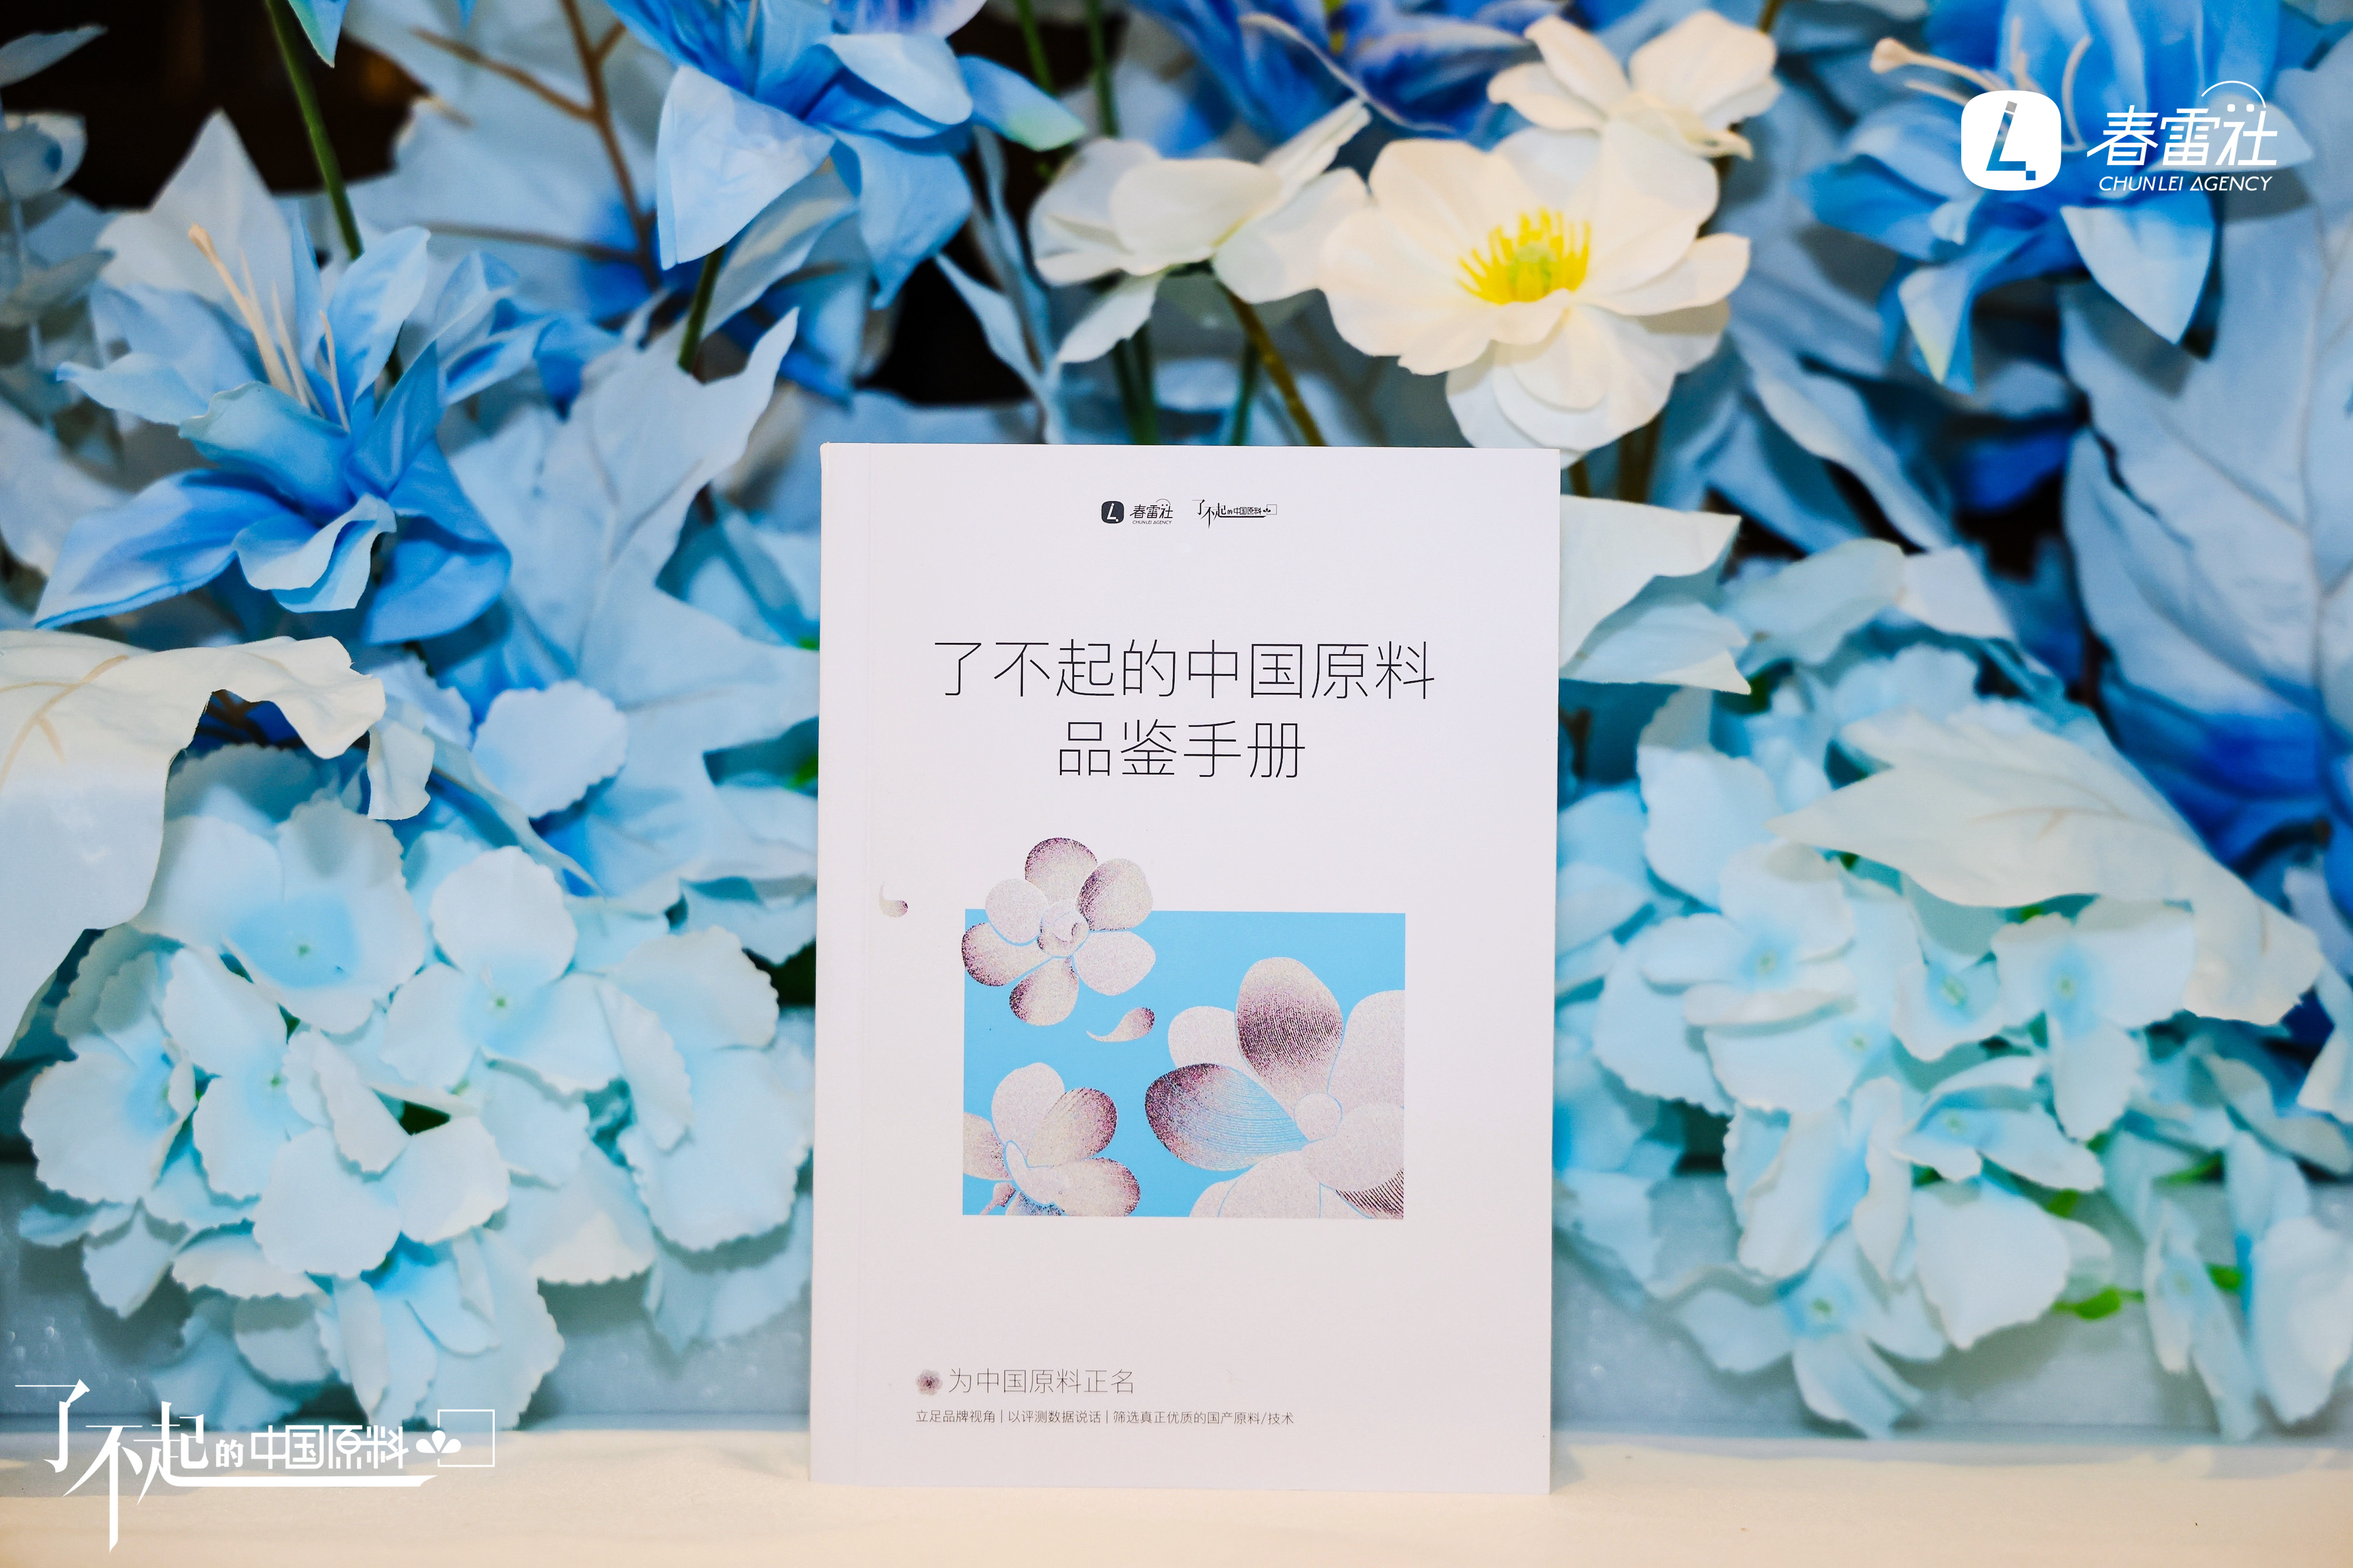 春雷社
CHUNLEI AGENCY
春雷社
CHUNLEI AGENCY
了不起的中国原料
了不起的中国原料
品鉴手册
为中国原料正名
立足品牌视角 | 以评测数据说话 | 筛选真正优质的国产原料/技术
了不起的中国原料